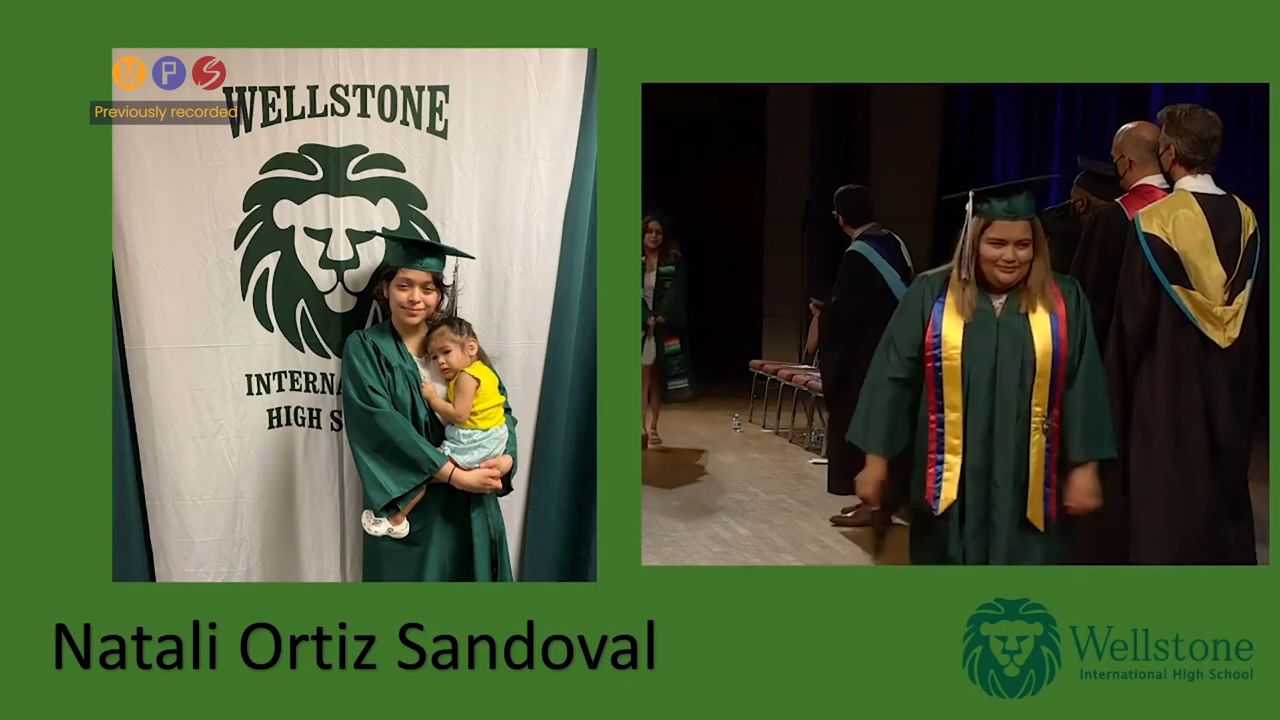 M P S
Previously recorded
WELLSTONE
INTERNA
HIGH S
Natali Ortiz Sandoval
Wellstone
International High School